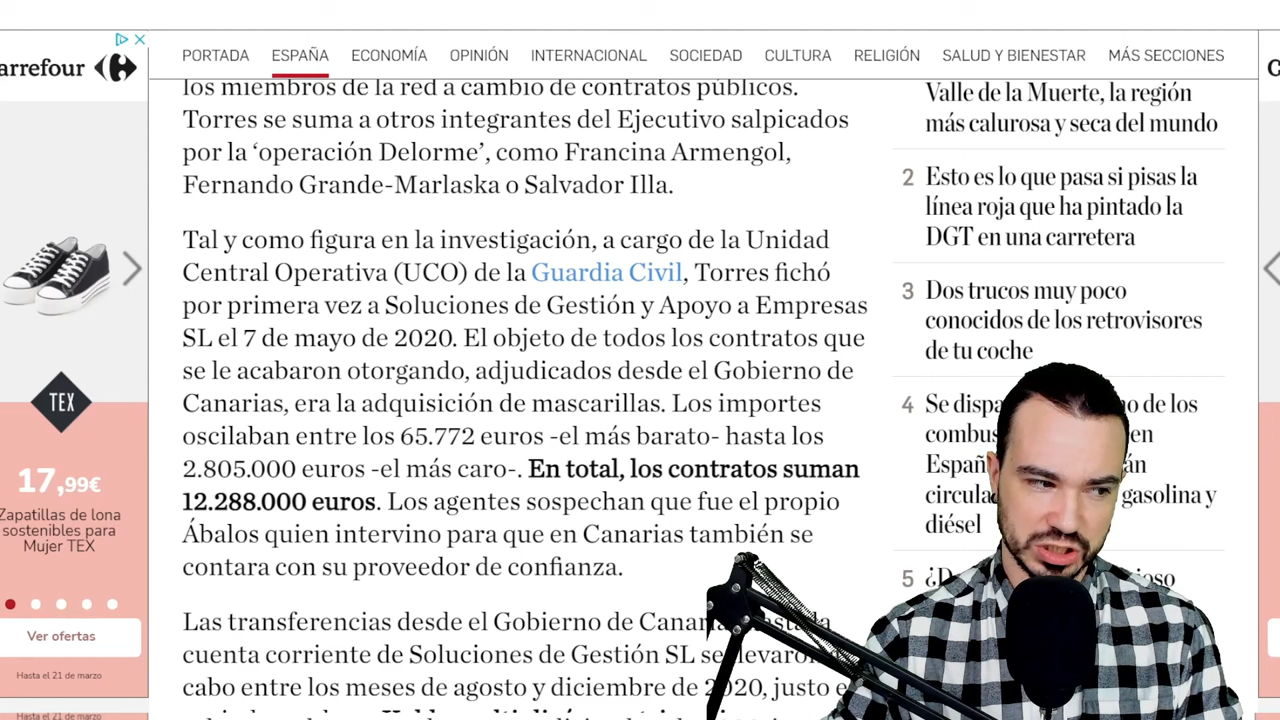 arrefour
PORTADA
ESPAÑA
ECONOMÍA
OPINIÓN
INTERNACIONAL
SOCIEDAD
CULTURA
RELIGIÓN
SALUD Y BIENESTAR
MÁS SECCIONES
C
los miembros de la red a cambio de contratos públicos.
Torres se suma a otros integrantes del Ejecutivo salpicados
por la ‘operación Delorme’, como Francina Armengol,
Fernando Grande-Marlaska o Salvador Illa.
Tal y como figura en la investigación, a cargo de la Unidad
Central Operativa (UCO) de la Guardia Civil, Torres fichó
por primera vez a Soluciones de Gestión y Apoyo a Empresas
SL el 7 de mayo de 2020. El objeto de todos los contratos que
se le acabaron otorgando, adjudicados desde el Gobierno de
Canarias, era la adquisición de mascarillas. Los importes
oscilaban entre los 65.772 euros -el más barato- hasta los
2.805.000 euros -el más caro-. En total, los contratos suman
12.288.000 euros. Los agentes sospechan que fue el propio
Ábalos quien intervino para que en Canarias también se
contara con su proveedor de confianza.
Las transferencias desde el Gobierno de
cuenta corriente de Soluciones de Gestión SL se
cabo entre los meses de agosto y diciembre de 2020, justo
Valle de la Muerte, la región
más calurosa y seca del mundo
2 Esto es lo que pasa si pisas la
línea roja que ha pintado la
DGT en una carretera
3 Dos trucos muy poco
conocidos de los retrovisores
de tu coche
4 Se no de los
en
gasolina y
diésel
5
TEX
17,99€
Zapatillas de lona
sostenibles para
Mujer TEX
Ver ofertas
Hasta el 21 de marzo
Hasta el 21 de marzo